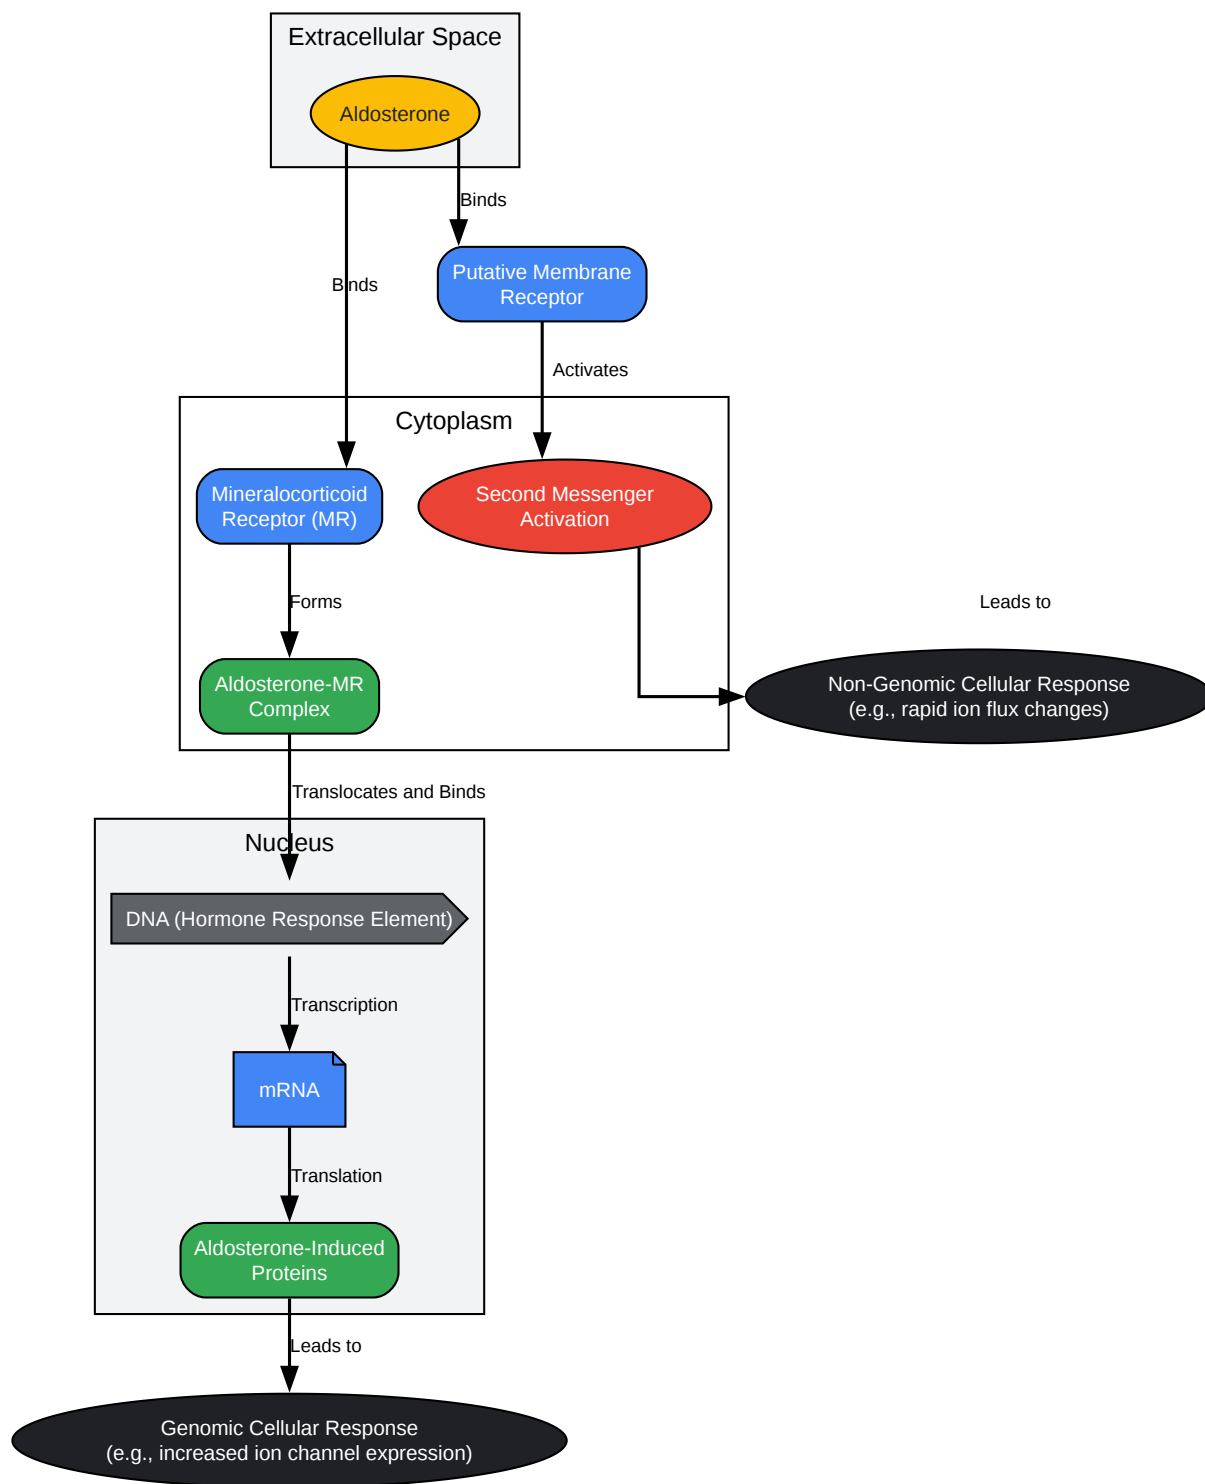 Extracellular Space
Aldosterone
Binds
Binds
Putative Membrane
Receptor
Activates
Cytoplasm
Mineralocorticoid
Receptor (MR)
Second Messenger
Activation
Forms
Leads to
Aldosterone-MR
Complex
Non-Genomic Cellular Response
(e.g., rapid ion flux changes)
Translocates and Binds
Nucleus
DNA (Hormone Response Element)
Transcription
mRNA
Translation
Aldosterone-Induced
Proteins
Leads to
Genomic Cellular Response
(e.g., increased ion channel expression)